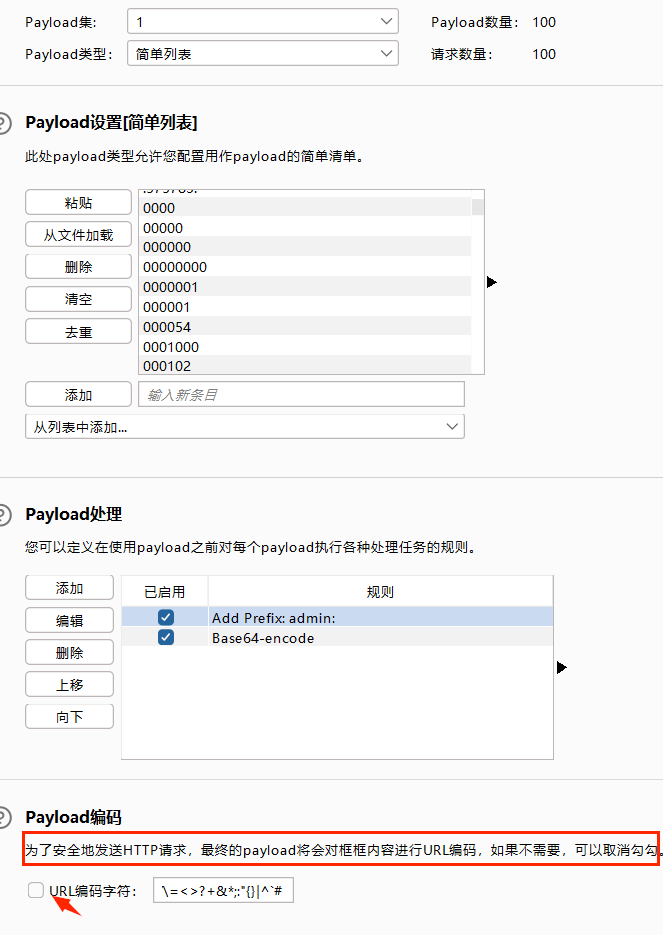 Payload集: 1 Payload数量: 100
Payload类型: 简单列表 请求数量: 100
Payload设置[简单列表]
此处payload类型允许您配置用作payload的简单清单。
粘贴
从文件加载
删除
清空
去重
0000
00000
000000
00000000
0000001
000001
000054
0001000
000102
添加 输入新条目
从列表中添加...
Payload处理
您可以定义在使用payload之前对每个payload执行各种处理任务的规则。
添加
编辑
删除
上移
向下
已启用 规则
Add Prefix: admin:
Base64-encode
Payload编码
为了安全地发送HTTP请求，最终的payload将会对框框内容进行URL编码，如果不需要，可以取消勾勾。
URL编码字符: \=<>?+&*;:"{}|^`#